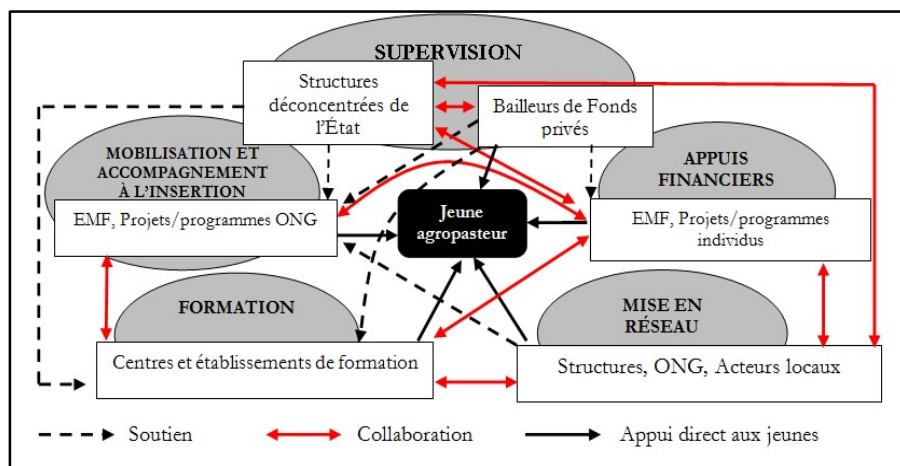 SUPERVISION
Structures
déconcentrées de
l'État
Bailleurs de Fonds
privés
MOBILISATION ET
ACCOMPAGNEMENT
À L'INSERTION
EMF, Projets/programmes ONG
Jeune
agropasteur
APPUIS
FINANCIERS
EMF, Projets/programmes
individus
FORMATION
Centres et établissements de formation
MISE EN
RÉSEAU
Structures, ONG, Acteurs locaux
Soutien
Collaboration
Appui direct aux jeunes